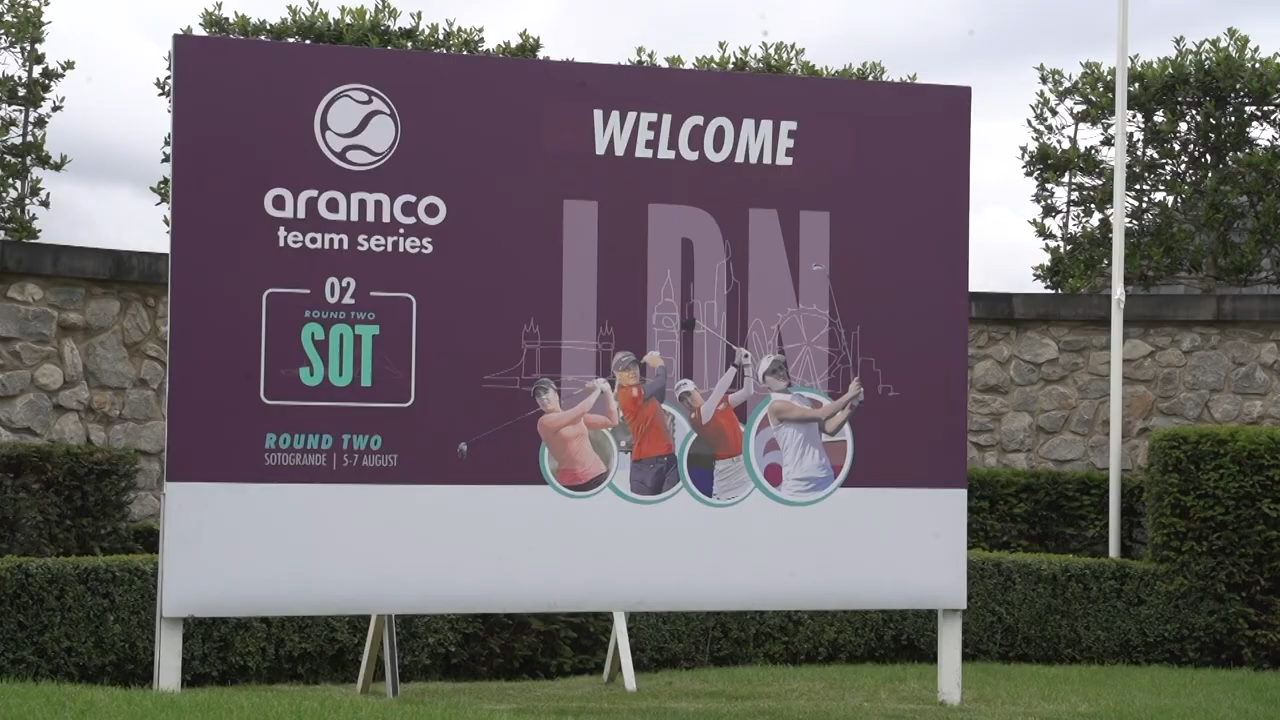 aramco
team series
02
ROUND TWO
SOT
ROUND TWO
SOTOGRANDE | 5-7 AUGUST
WELCOME
LDN